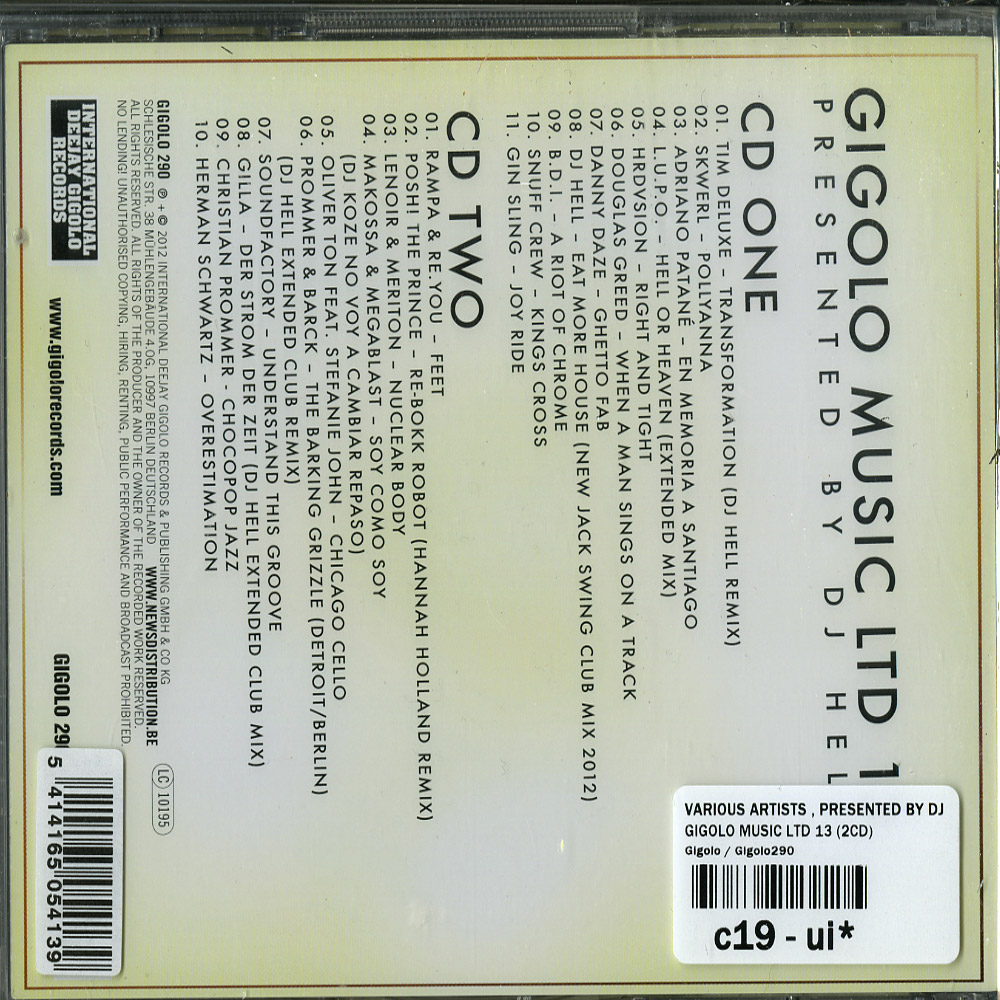 GIGOLO MUSIC LTD 1
PRESENTED BY DJ HEL
CD ONE
01. TIM DELUXE – TRANSFORMATION (DJ HELL REMIX)
02. SKWERL – POLLYANNA
03. ADRIANO PATANÉ – EN MEMORIA A SANTIAGO
04. L.U.P.O. – HELL OR HEAVEN (EXTENDED MIX)
05. HRDVSION – RIGHT AND TIGHT
06. DOUGLAS GREED – WHEN A MAN SINGS ON A TRACK
07. DANNY DAZE – GHETTO FAB
08. DJ HELL – EAT MORE HOUSE (NEW JACK SWING CLUB MIX 2012)
09. B.D.I. – A RIOT OF CHROME
10. SNUFF CREW – KINGS CROSS
11. GIN SLING – JOY RIDE
CD TWO
01. RAMPA & RE.YOU – FEET
02. POSH! THE PRINCE – RE-BOKK ROBOT (HANNAH HOLLAND REMIX)
03. LENOIR & MERITON – NUCLEAR BODY
04. MAKOSSA & MEGABLAST – SOY COMO SOY
(DJ KOZE NO VOY A CAMBIAR REPASO)
05. OLIVER TON FEAT. STEFANIE JOHN – CHICAGO CELLO
06. PROMMER & BARCK – THE BARKING GRIZZLE (DETROIT/BERLIN)
(DJ HELL EXTENDED CLUB REMIX)
07. SOUNDFACTORY – UNDERSTAND THIS GROOVE
08. GILLA – DER STROM DER ZEIT (DJ HELL EXTENDED CLUB MIX)
09. CHRISTIAN PROMMER - CHOCOPOP JAZZ
10. HERMAN SCHWARTZ – OVERESTIMATION
GIGOLO 290 ℗ + © 2012 INTERNATIONAL DEEJAY GIGOLO RECORDS & PUBLISHING GMBH & CO KG
SCHLESISCHE STR. 38 MÜHLENGEBÄUDE 4.OG, 10997 BERLIN DEUTSCHLAND WWW.NEWSDISTRIBUTION.BE
ALL RIGHTS RESERVED. ALL RIGHTS OF THE PRODUCER AND THE OWNER OF THE RECORDED WORK RESERVED.
NO LENDING! UNAUTHORISED COPYING, HIRING, RENTING, PUBLIC PERFORMANCE AND BROADCAST PROHIBITED.
LC 10195
INTERNATIONAL
DEEJAY GIGOLO
RECORDS
www.gigolorecords.com
GIGOLO 29
5 414165 054139
VARIOUS ARTISTS , PRESENTED BY DJ
GIGOLO MUSIC LTD 13 (2CD)
Gigolo / Gigolo290
c19 - ui*